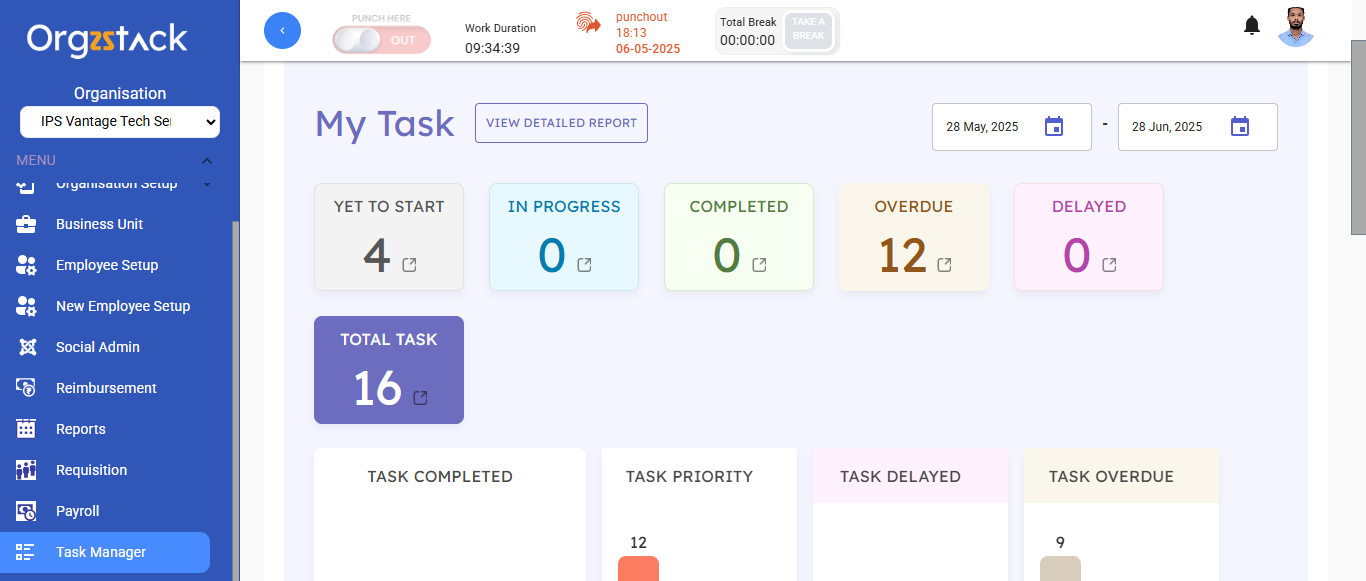 Orgzstack
Organisation
IPS Vantage Tech Ser
MENU
Organisation Setup
Business Unit
Employee Setup
New Employee Setup
Social Admin
Reimbursement
Reports
Requisition
Payroll
Task Manager
PUNCH HERE
OUT
Work Duration
09:34:39
punchout
18:13
06-05-2025
Total Break
00:00:00
TAKE A
BREAK
My Task
VIEW DETAILED REPORT
28 May, 2025
-
28 Jun, 2025
YET TO START
4
IN PROGRESS
0
COMPLETED
0
OVERDUE
12
DELAYED
0
TOTAL TASK
16
TASK COMPLETED
TASK PRIORITY
12
TASK DELAYED
TASK OVERDUE
9